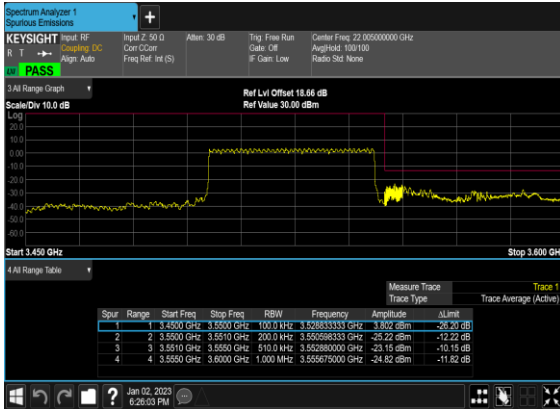 Spectrum Analyzer 1
Spurious Emissions
KEYSIGHT Input: RF Input Z: 50 Ω Atten: 30 dB Trig: Free Run Center Freq: 22.005000000 GHz
R T Coupling: DC Corr CCorr Gate: Off Avg|Hold: 100/100
Align: Auto Freq Ref: Int (S) IF Gain: Low Radio Std: None
PASS
3 All Range Graph
Ref Lvl Offset 18.66 dB
Scale/Div 10.0 dB Ref Value 30.00 dBm
Log
20.0
10.0
0.00
-10.0
-20.0
-30.0
-40.0
-50.0
-60.0
Start 3.450 GHz Stop 3.600 GH
4 All Range Table
Measure Trace Trace 1
Trace Type Trace Average (Active)
Spur Range Start Freq Stop Freq RBW Frequency Amplitude ΔLimit
1 1 3.4500 GHz 3.5500 GHz 100.0 kHz 3.528833333 GHz 3.802 dBm -26.20 dB
2 2 3.5500 GHz 3.5510 GHz 200.0 kHz 3.550598333 GHz -25.22 dBm -12.22 dB
3 3 3.5510 GHz 3.5550 GHz 510.0 kHz 3.552880000 GHz -23.15 dBm -10.15 dB
4 4 3.5550 GHz 3.6000 GHz 1.000 MHz 3.555675000 GHz -24.82 dBm -11.82 dB
Jan 02, 2023
6:26:03 PM